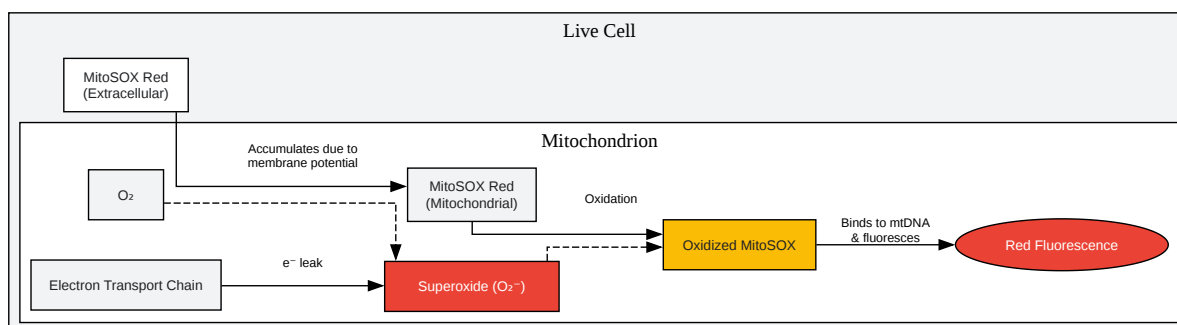 Live Cell
MitoSOX Red
(Extracellular)
Mitochondrion
Accumulates due to
membrane potential
O₂
MitoSOX Red
(Mitochondrial)
Oxidation
Oxidized MitoSOX
Binds to mtDNA
& fluoresces
Red Fluorescence
Electron Transport Chain
e⁻ leak
Superoxide (O₂⁻)